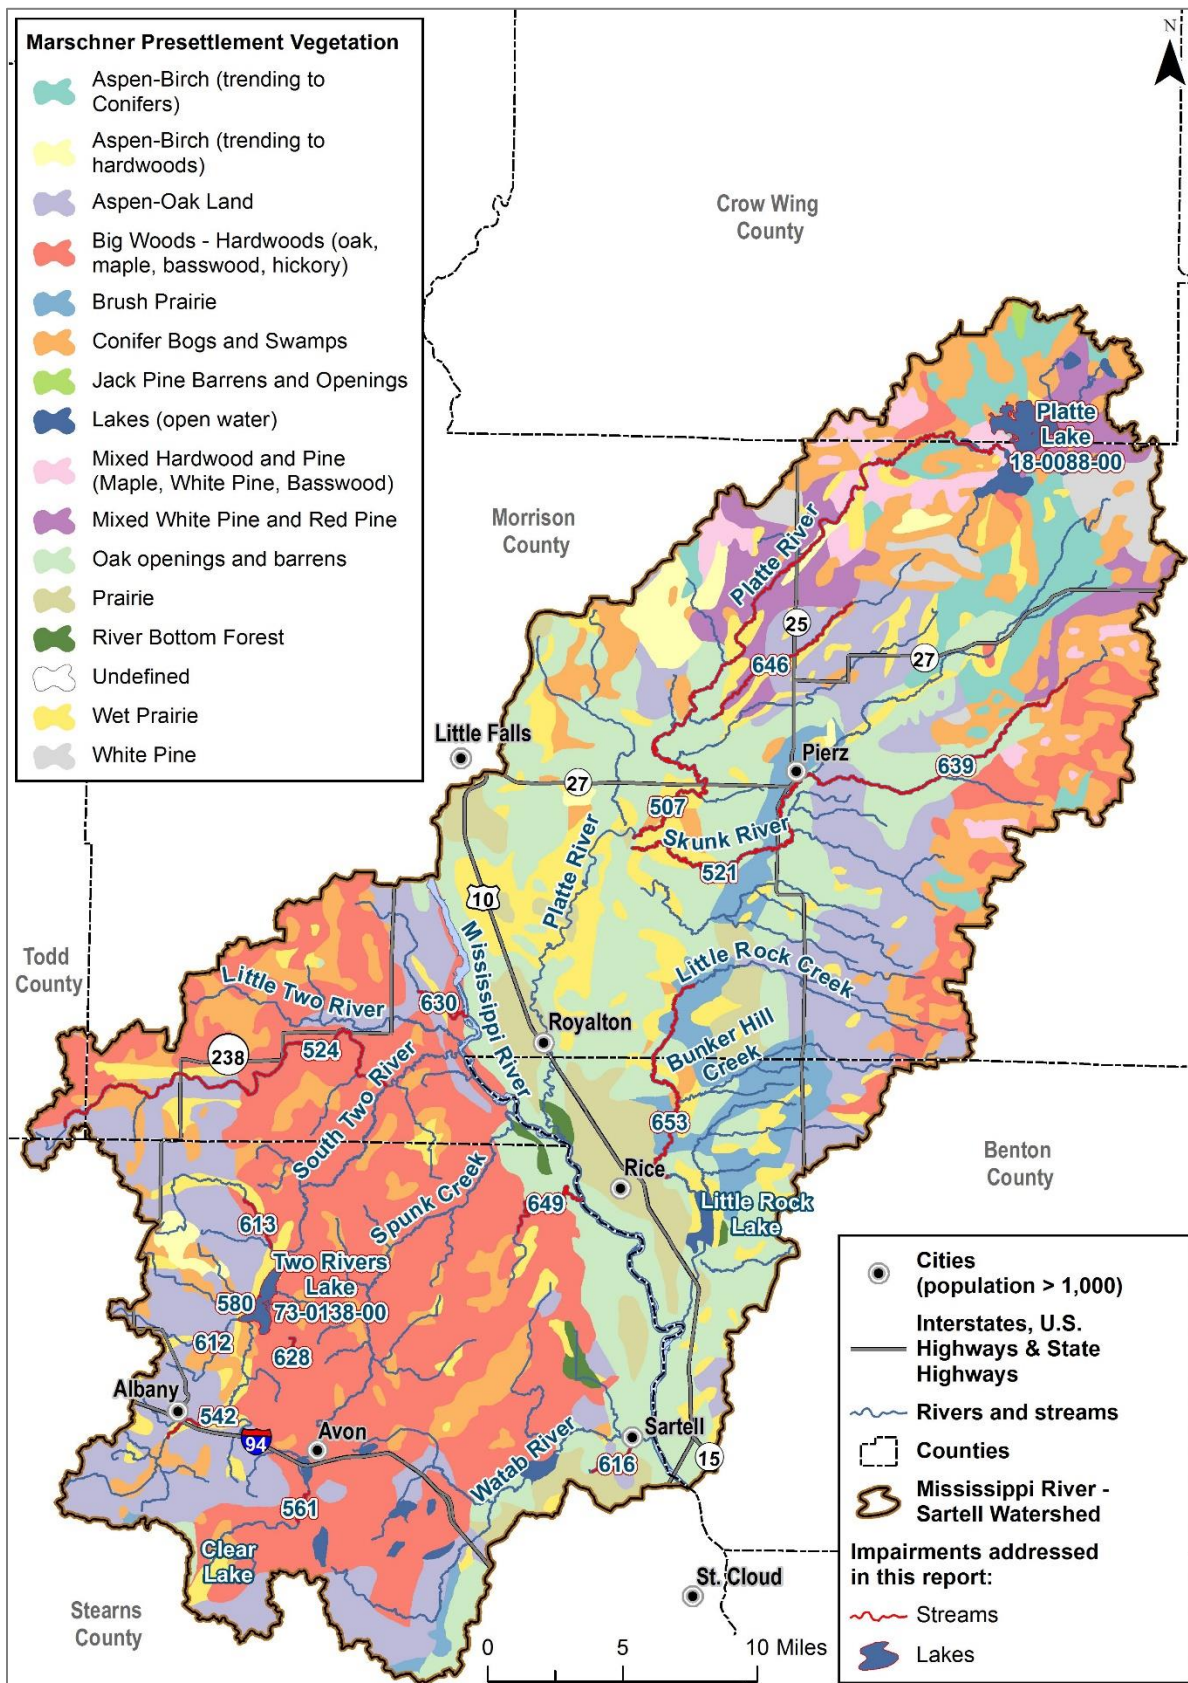 Marschner Presettlement Vegetation
Aspen-Birch (trending to
Conifers)
Aspen-Birch (trending to
hardwoods)
Aspen-Oak Land
Big Woods - Hardwoods (oak,
maple, basswood, hickory)
Brush Prairie
Conifer Bogs and Swamps
Jack Pine Barrens and Openings
Lakes (open water)
Mixed Hardwood and Pine
(Maple, White Pine, Basswood)
Mixed White Pine and Red Pine
Oak openings and barrens
Prairie
River Bottom Forest
Undefined
Wet Prairie
White Pine
N
Crow Wing
County
Platte
Lake
18-0088-00
Morrison
County
Platte River
25
646
27
Little Falls
Pierz
639
27
507
Skunk River
521
Platte River
10
Todd
County
Mississippi River
Little Rock Creek
Little Two River
630
Royalton
Bunker Hill
Creek
238
524
South Two River
653
Benton
County
Rice
Spunk Creek
649
Little Rock
Lake
613
Two Rivers
Lake
73-0138-00
580
612
628
Albany
542
94
Avon
Sartell
616
15
Watab River
561
Clear
Lake
St. Cloud
Stearns
County
0
5
10 Miles
Cities
(population > 1,000)
Interstates, U.S.
Highways & State
Highways
Rivers and streams
Counties
Mississippi River -
Sartell Watershed
Impairments addressed
in this report:
Streams
Lakes